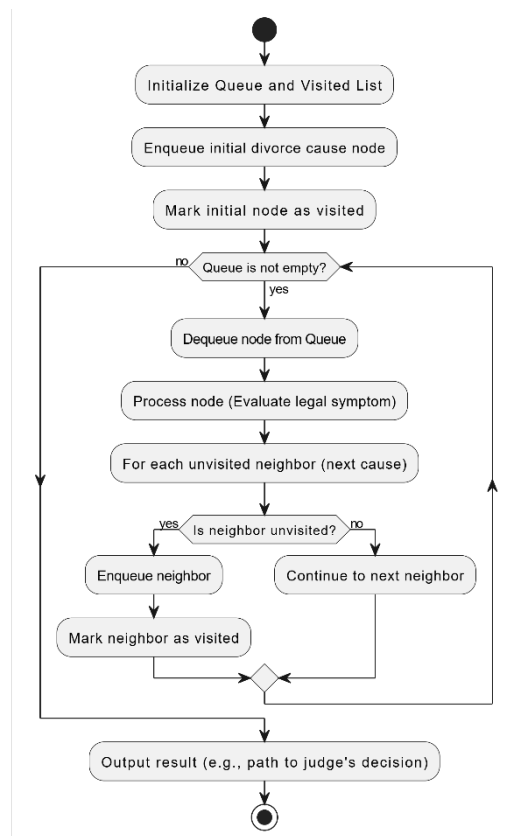 Initialize Queue and Visited List
Enqueue initial divorce cause node
Mark initial node as visited
no
Queue is not empty?
yes
Dequeue node from Queue
Process node (Evaluate legal symptom)
For each unvisited neighbor (next cause)
yes
Is neighbor unvisited?
no
Enqueue neighbor
Continue to next neighbor
Mark neighbor as visited
Output result (e.g., path to judge's decision)